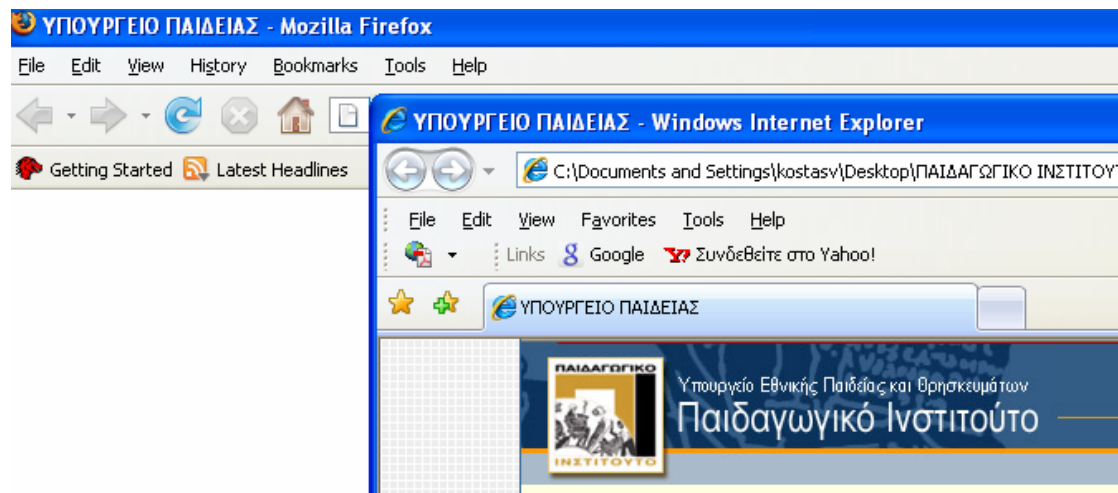 ΥΠΟΥΡΓΕΙΟ ΠΑΙΔΕΙΑΣ - Mozilla Firefox
File Edit View History Bookmarks Tools Help
Getting Started Latest Headlines
ΥΠΟΥΡΓΕΙΟ ΠΑΙΔΕΙΑΣ - Windows Internet Explorer
C:\Documents and Settings\kostasv\Desktop\ΠΑΙΔΑΓΩΓΙΚΟ ΙΝΣΤΙΤΟΥ
File Edit View Favorites Tools Help
Links Google Συνδεθείτε στο Yahoo!
ΥΠΟΥΡΓΕΙΟ ΠΑΙΔΕΙΑΣ
ΠΑΙΔΑΓΩΓΙΚΟ
ΙΝΣΤΙΤΟΥΤΟ
Υπουργείο Εθνικής Παιδείας και Θρησκευμάτων
Παιδαγωγικό Ινστιτούτο